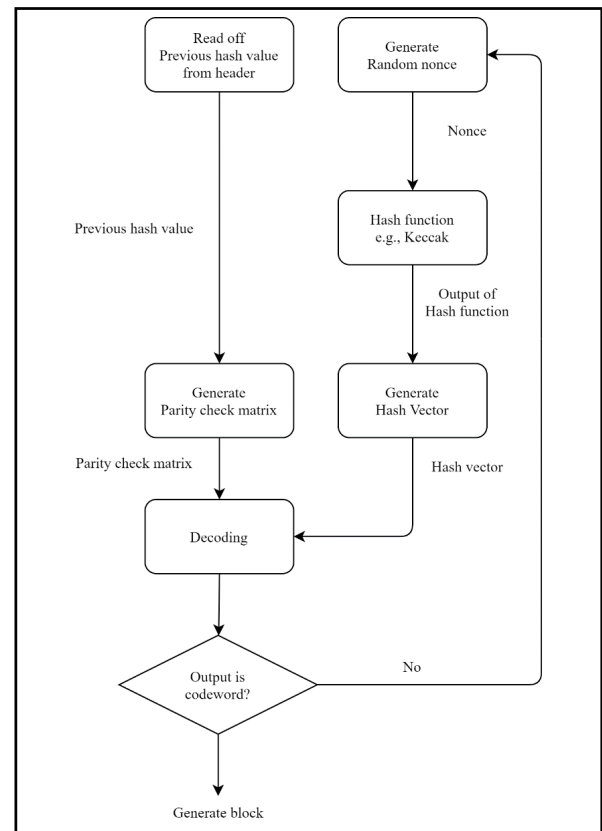 Read off
Previous hash value
from header
Generate
Random nonce
Nonce
Hash function
e.g., Keccak
Previous hash value
Output of
Hash function
Generate
Parity check matrix
Generate
Hash Vector
Parity check matrix
Hash vector
Decoding
Output is
codeword?
No
Generate block